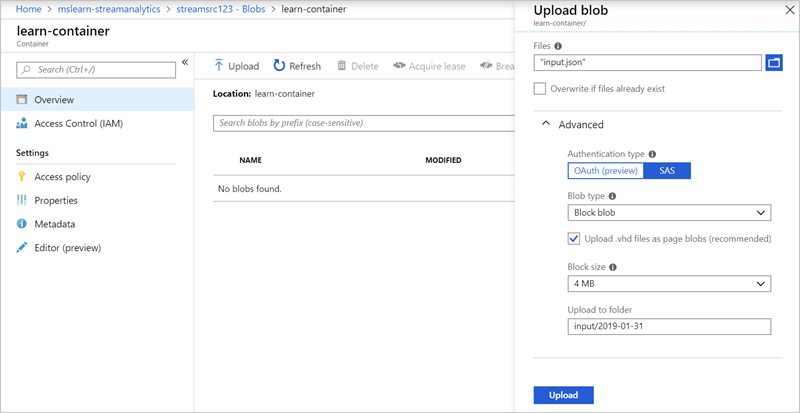 Home > mslearn-streamanalytics > streamsrc123 - Blobs > learn-container
learn-container
Container
Search (Ctrl+/)
Overview
Access Control (IAM)
Settings
Access policy
Properties
Metadata
Editor (preview)
Upload Refresh Delete Acquire lease Brea
Location: learn-container
Search blobs by prefix (case-sensitive)
NAME MODIFIED
No blobs found.
Upload blob
learn-container/
Files
"input.json"
Overwrite if files already exist
Advanced
Authentication type
OAuth (preview) SAS
Blob type
Block blob
Upload .vhd files as page blobs (recommended)
Block size
4 MB
Upload to folder
input/2019-01-31
Upload